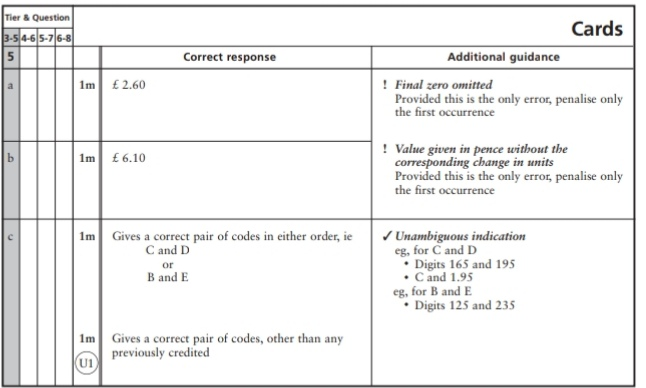 Tier & Question
Cards
3-5 4-6 5-7 6-8
5
Correct response
Additional guidance
a
1m
£ 2.60
! Final zero omitted
Provided this is the only error, penalise only
the first occurrence
b
1m
£ 6.10
! Value given in pence without the
corresponding change in units
Provided this is the only error, penalise only
the first occurrence
c
1m
Gives a correct pair of codes in either order, ie
C and D
or
B and E
✓ Unambiguous indication
eg, for C and D
• Digits 165 and 195
• C and 1.95
eg, for B and E
• Digits 125 and 235
1m
U1
Gives a correct pair of codes, other than any
previously credited